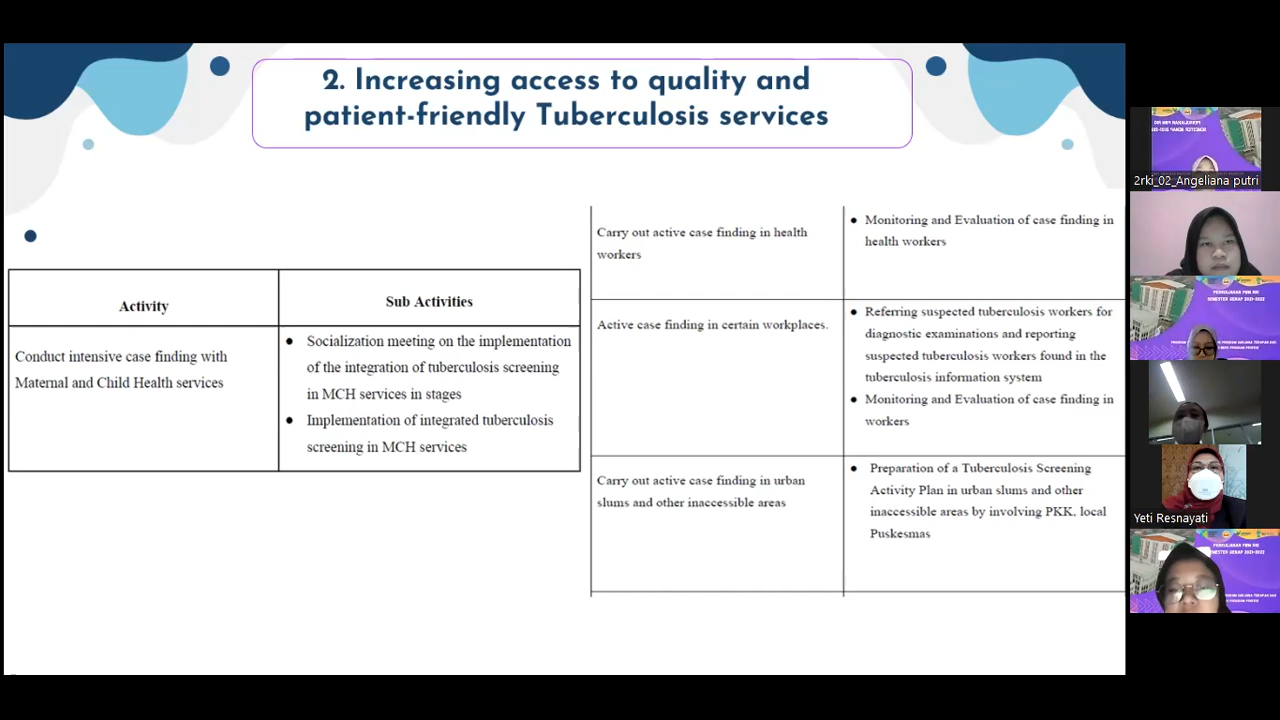 2. Increasing access to quality and
patient-friendly Tuberculosis services
Activity
Sub Activities
Conduct intensive case finding with
Maternal and Child Health services
● Socialization meeting on the implementation
of the integration of tuberculosis screening
in MCH services in stages
● Implementation of integrated tuberculosis
screening in MCH services
Carry out active case finding in health
workers
● Monitoring and Evaluation of case finding in
health workers
Active case finding in certain workplaces.
● Referring suspected tuberculosis workers for
diagnostic examinations and reporting
suspected tuberculosis workers found in the
tuberculosis information system
● Monitoring and Evaluation of case finding in
workers
Carry out active case finding in urban
slums and other inaccessible areas
● Preparation of a Tuberculosis Screening
Activity Plan in urban slums and other
inaccessible areas by involving PKK, local
Puskesmas
2rki_02_Angeliana putri
Yeti Resnayati